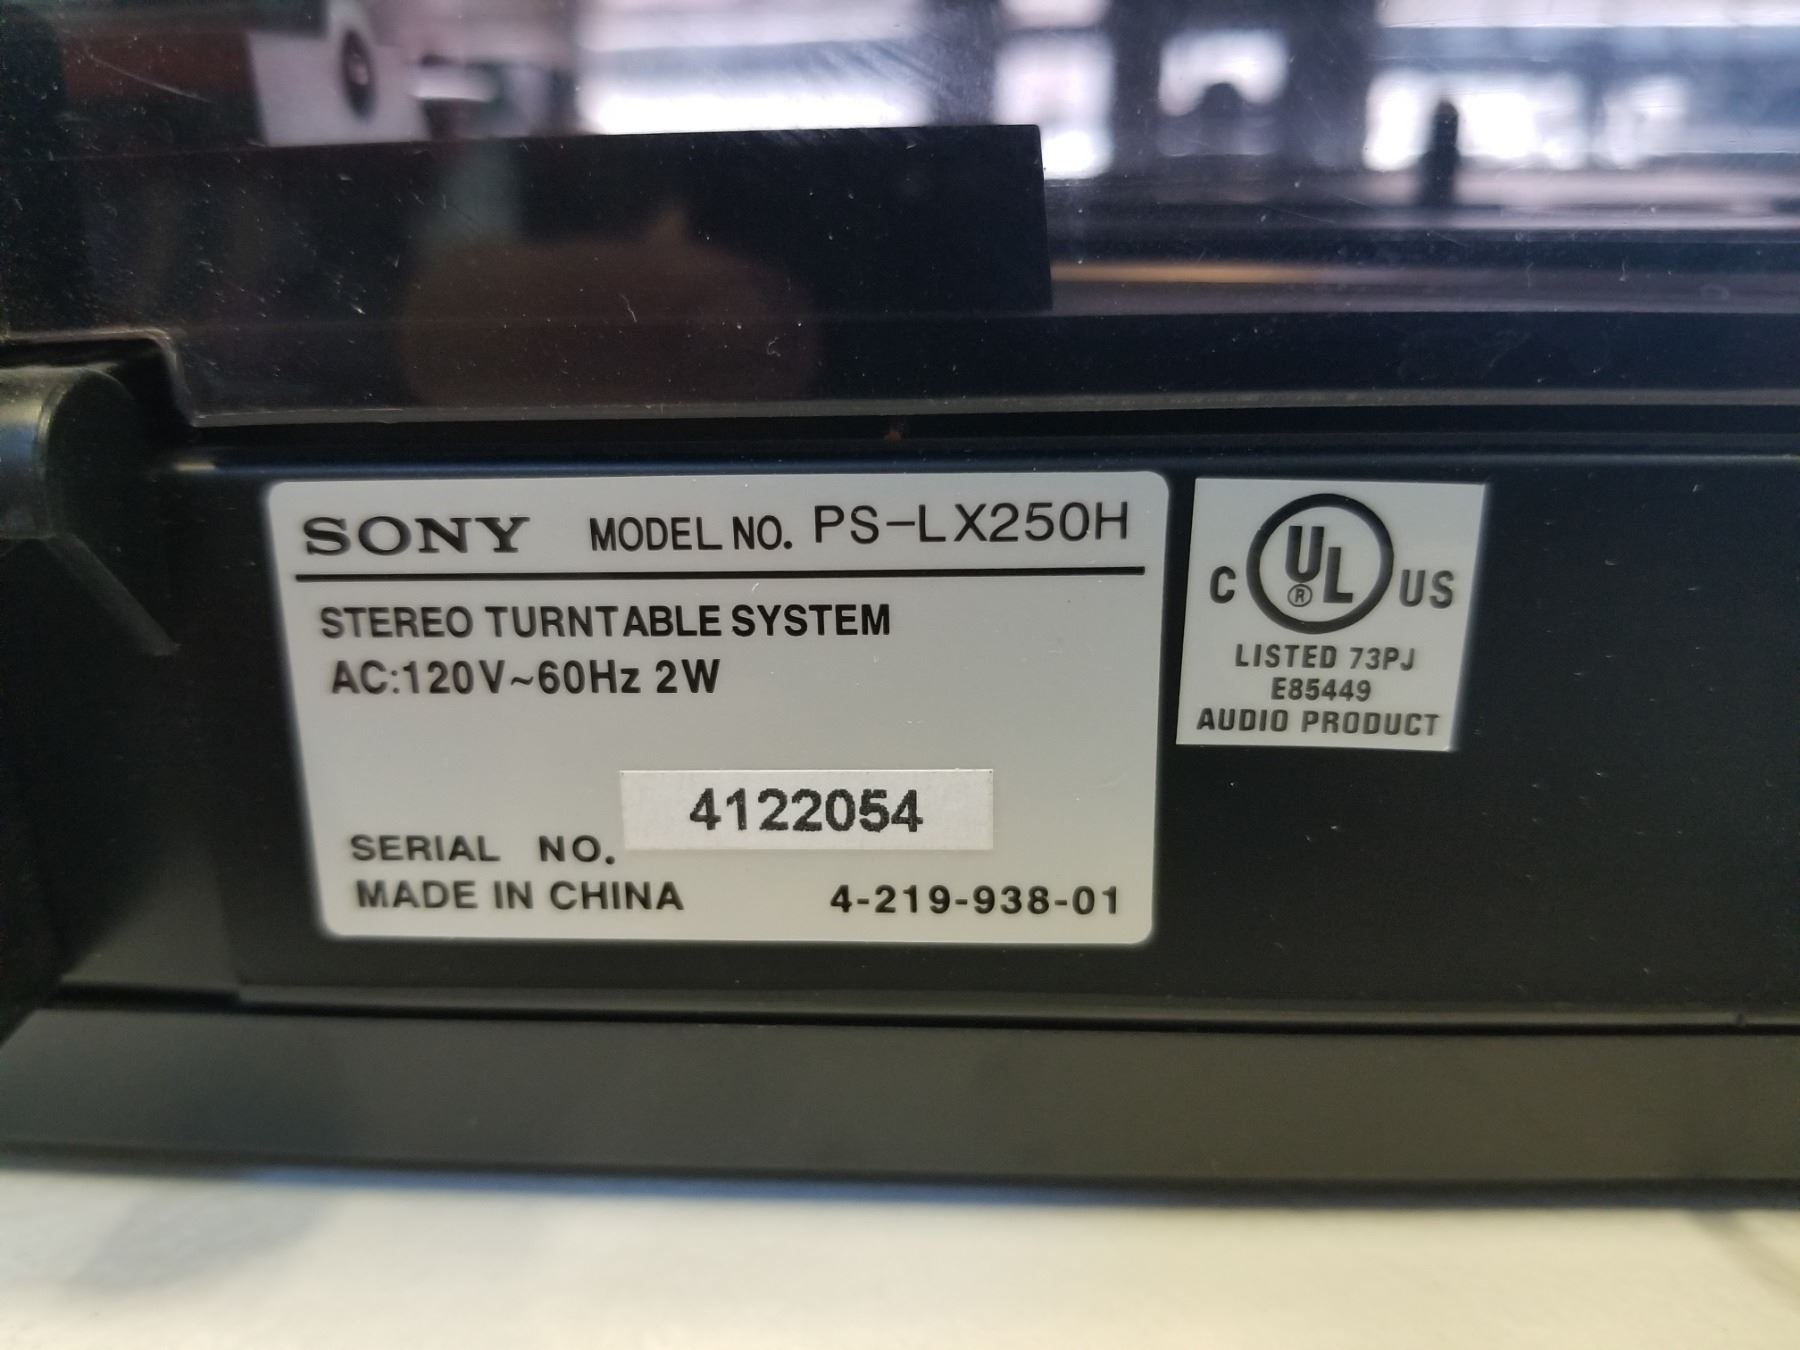 SONY MODEL NO. PS-LX250H
STEREO TURNTABLE SYSTEM
AC:120V~60Hz 2W
4122054
SERIAL NO.
MADE IN CHINA 4-219-938-01
C UL® US
LISTED 73PJ
E85449
AUDIO PRODUCT